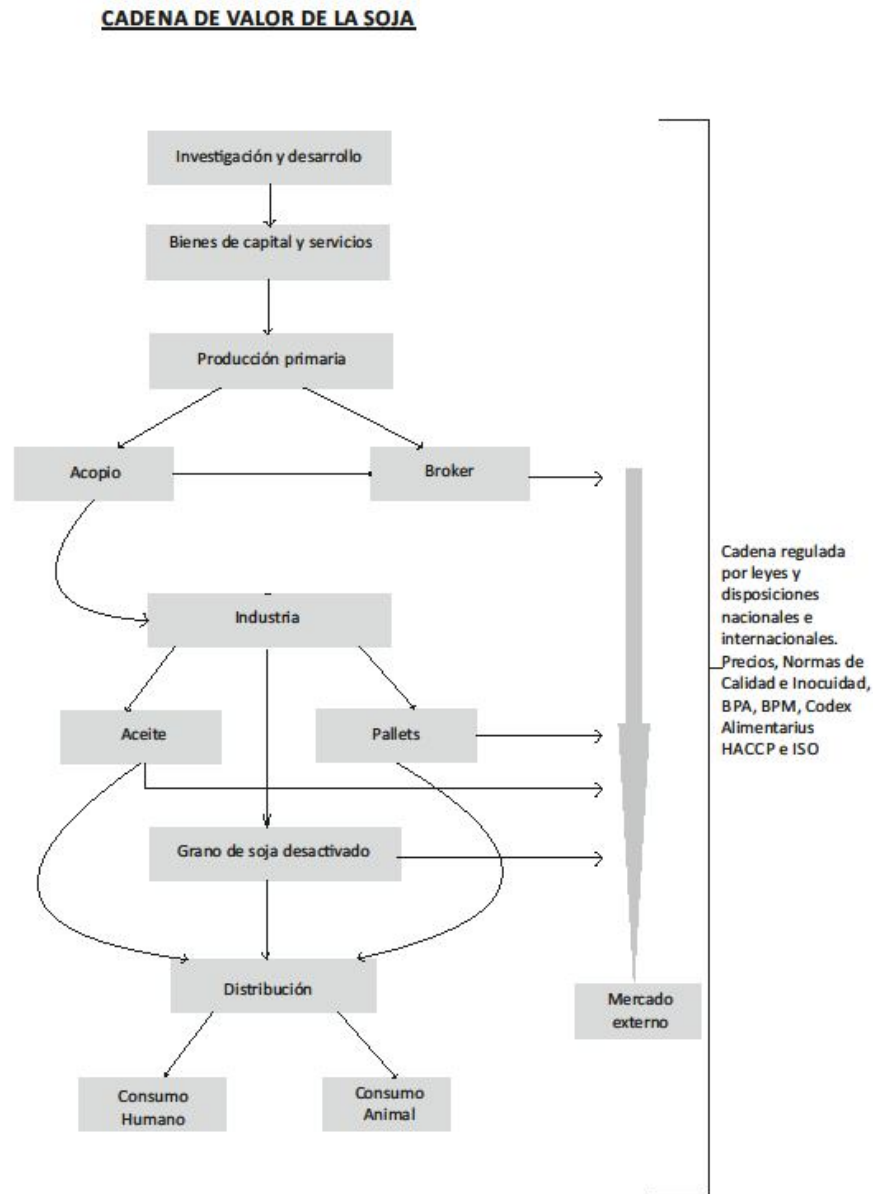 CADENA DE VALOR DE LA SOJA
Investigación y desarrollo
Bienes de capital y servicios
Producción primaria
Acopio
Broker
Industria
Aceite
Pallets
Grano de soja desactivado
Distribución
Consumo
Humano
Consumo
Animal
Mercado
externo
Cadena regulada
por leyes y
disposiciones
nacionales e
internacionales.
Precios, Normas de
Calidad e Inocuidad,
BPA, BPM, Codex
Alimentarius
HACCP e ISO